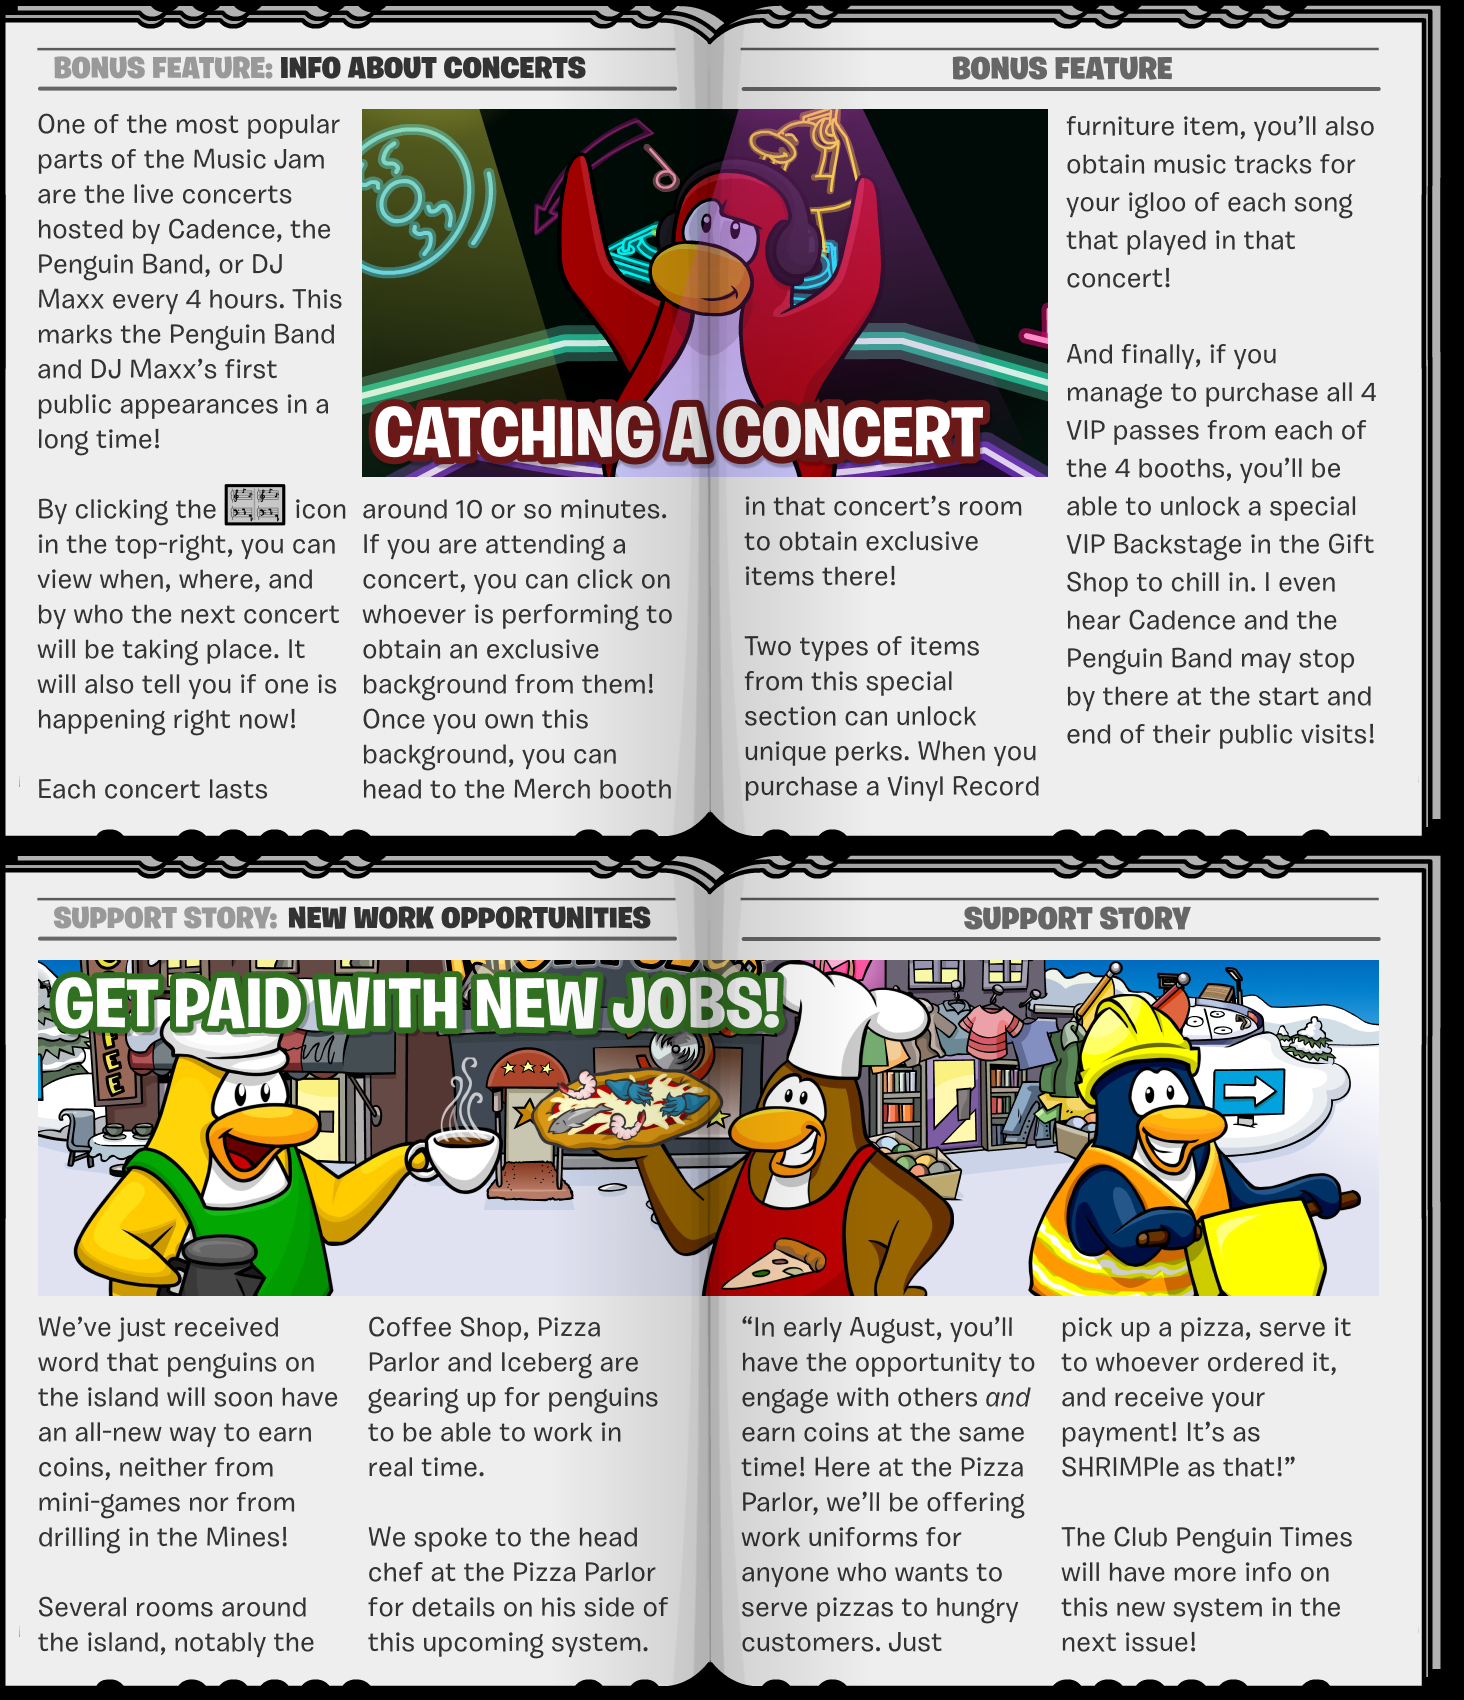 BONUS FEATURE: INFO ABOUT CONCERTS
One of the most popular
parts of the Music Jam
are the live concerts
hosted by Cadence, the
Penguin Band, or DJ
Maxx every 4 hours. This
marks the Penguin Band
and DJ Maxx’s first
public appearances in a
long time!
By clicking the icon
in the top-right, you can
view when, where, and
by who the next concert
will be taking place. It
will also tell you if one is
happening right now!
Each concert lasts
CATCHING A CONCERT
around 10 or so minutes.
If you are attending a
concert, you can click on
whoever is performing to
obtain an exclusive
background from them!
Once you own this
background, you can
head to the Merch booth
BONUS FEATURE
in that concert’s room
to obtain exclusive
items there!
Two types of items
from this special
section can unlock
unique perks. When you
purchase a Vinyl Record
furniture item, you’ll also
obtain music tracks for
your igloo of each song
that played in that
concert!
And finally, if you
manage to purchase all 4
VIP passes from each of
the 4 booths, you’ll be
able to unlock a special
VIP Backstage in the Gift
Shop to chill in. I even
hear Cadence and the
Penguin Band may stop
by there at the start and
end of their public visits!
SUPPORT STORY: NEW WORK OPPORTUNITIES
SUPPORT STORY
GET PAID WITH NEW JOBS!
We’ve just received
word that penguins on
the island will soon have
an all-new way to earn
coins, neither from
mini-games nor from
drilling in the Mines!
Several rooms around
the island, notably the
Coffee Shop, Pizza
Parlor and Iceberg are
gearing up for penguins
to be able to work in
real time.
We spoke to the head
chef at the Pizza Parlor
for details on his side of
this upcoming system.
“In early August, you’ll
have the opportunity to
engage with others and
earn coins at the same
time! Here at the Pizza
Parlor, we’ll be offering
work uniforms for
anyone who wants to
serve pizzas to hungry
customers. Just
pick up a pizza, serve it
to whoever ordered it,
and receive your
payment! It’s as
SHRIMPle as that!”
The Club Penguin Times
will have more info on
this new system in the
next issue!